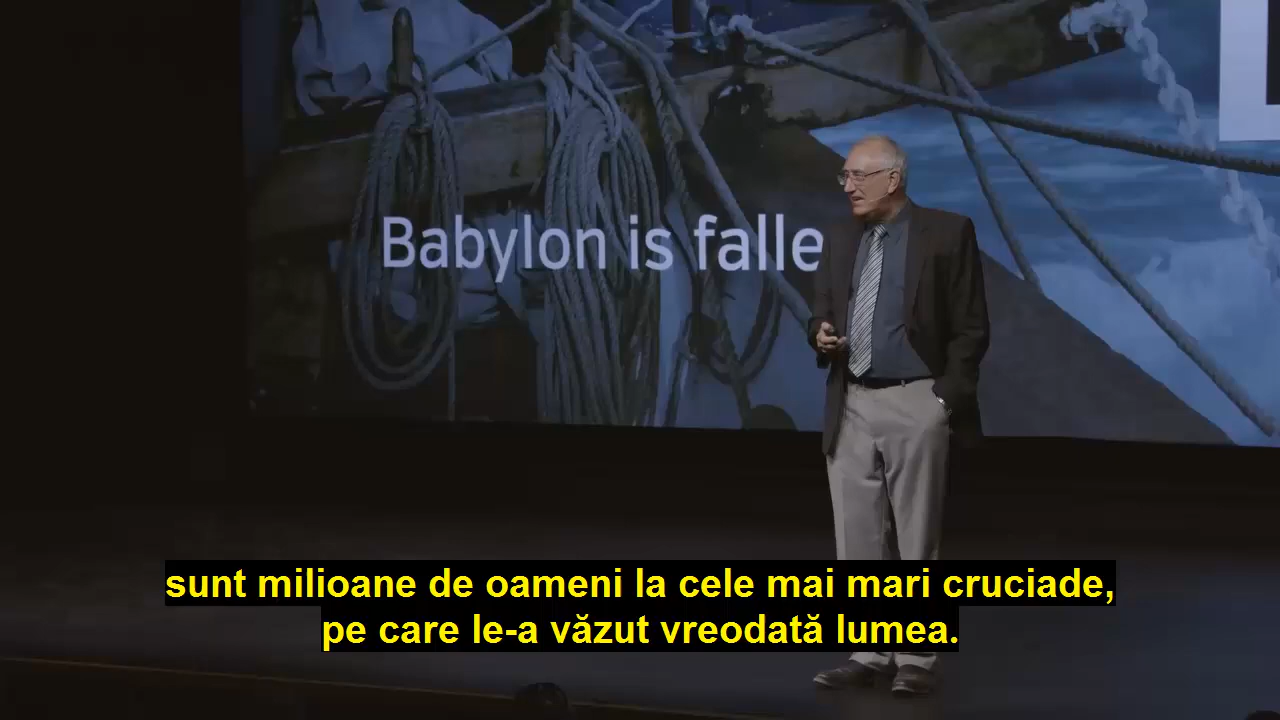 Babylon is falle
sunt milioane de oameni la cele mai mari cruciade,
pe care le-a văzut vreodată lumea.